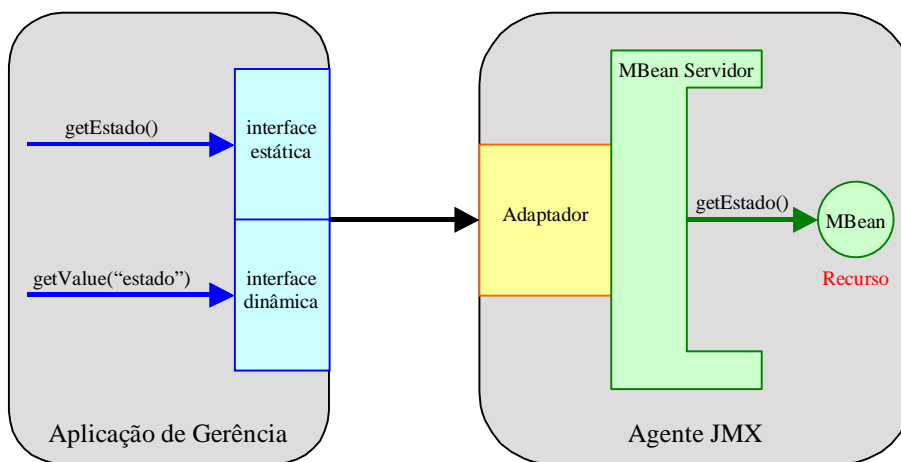 getEstado()
interface
estática
getValue(“estado”)
interface
dinâmica
Aplicação de Gerência
MBean Servidor
Adaptador
getEstado()
MBean
Recurso
Agente JMX